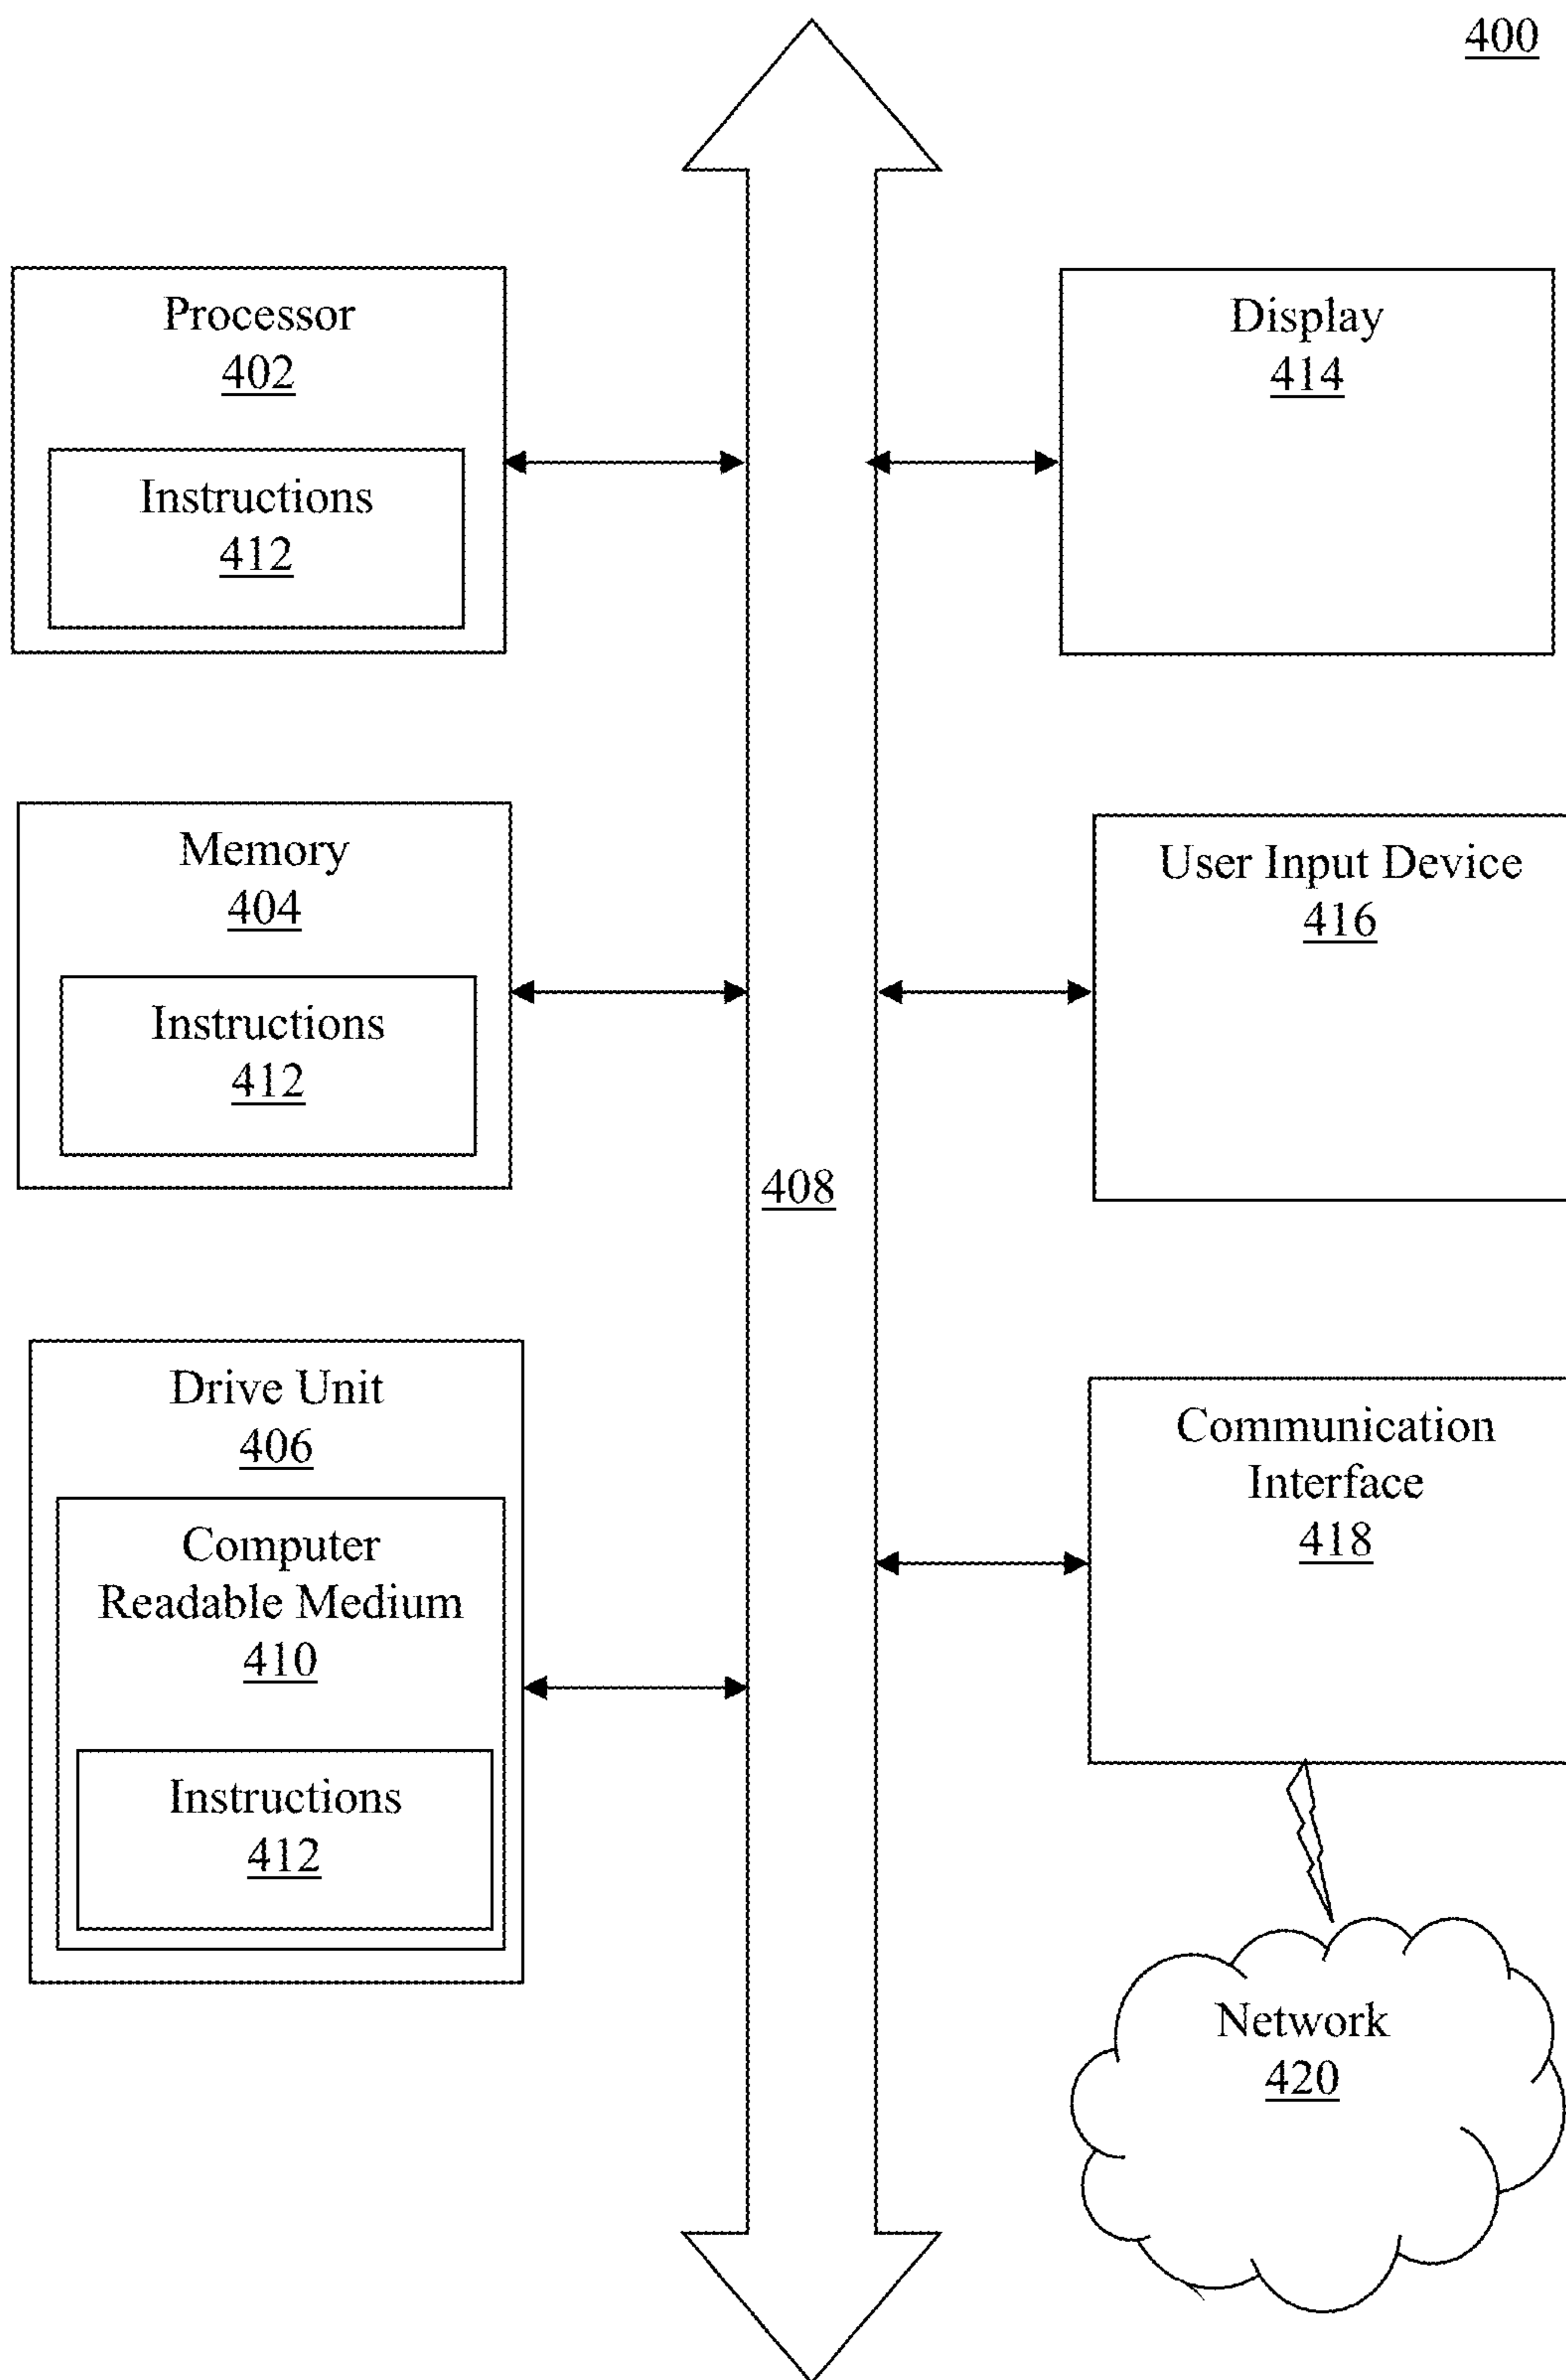 400
Processor
402
Instructions
412
Display
414
Memory
404
Instructions
412
User Input Device
416
408
Drive Unit
406
Computer
Readable Medium
410
Instructions
412
Communication
Interface
418
Network
420